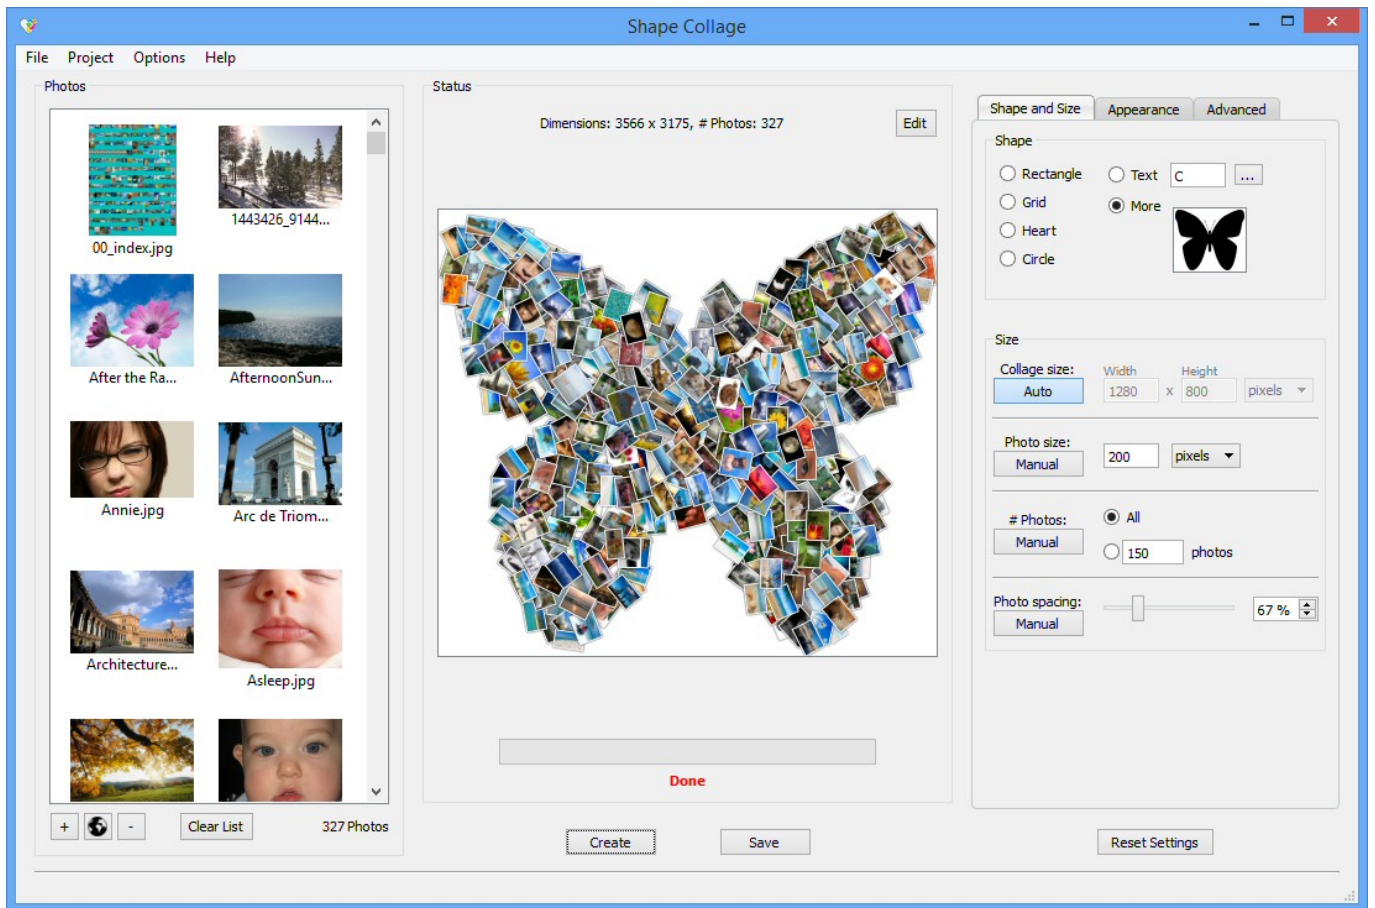 Shape Collage
File Project Options Help
Photos
00_index.jpg
1443426_9144...
After the Ra...
AfternoonSun...
Annie.jpg
Arc de Triom...
Architecture...
Asleep.jpg
+ - Clear List 327 Photos
Status
Dimensions: 3566 x 3175, # Photos: 327 Edit
Done
Create Save
Shape and Size Appearance Advanced
Shape
Rectangle Text C ...
Grid More
Heart
Circle
Size
Collage size: Width Height
Auto 1280 x 800 pixels
Photo size:
Manual 200 pixels
# Photos: All
Manual 150 photos
Photo spacing: 67 %
Manual
Reset Settings